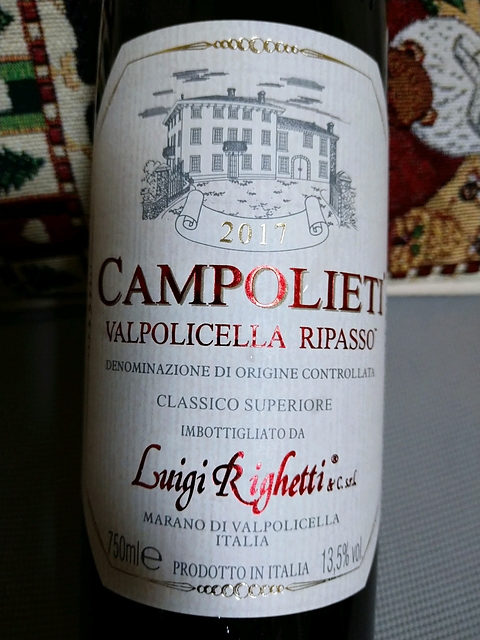 2017
CAMPOLIETI
VALPOLICELLA RIPASSO™
DENOMINAZIONE DI ORIGINE CONTROLLATA
CLASSICO SUPERIORE
IMBOTTIGLIATO DA
Luigi Righetti® & C. s.r.l.
MARANO DI VALPOLICELLA
ITALIA
750ml e PRODOTTO IN ITALIA 13,5% vol